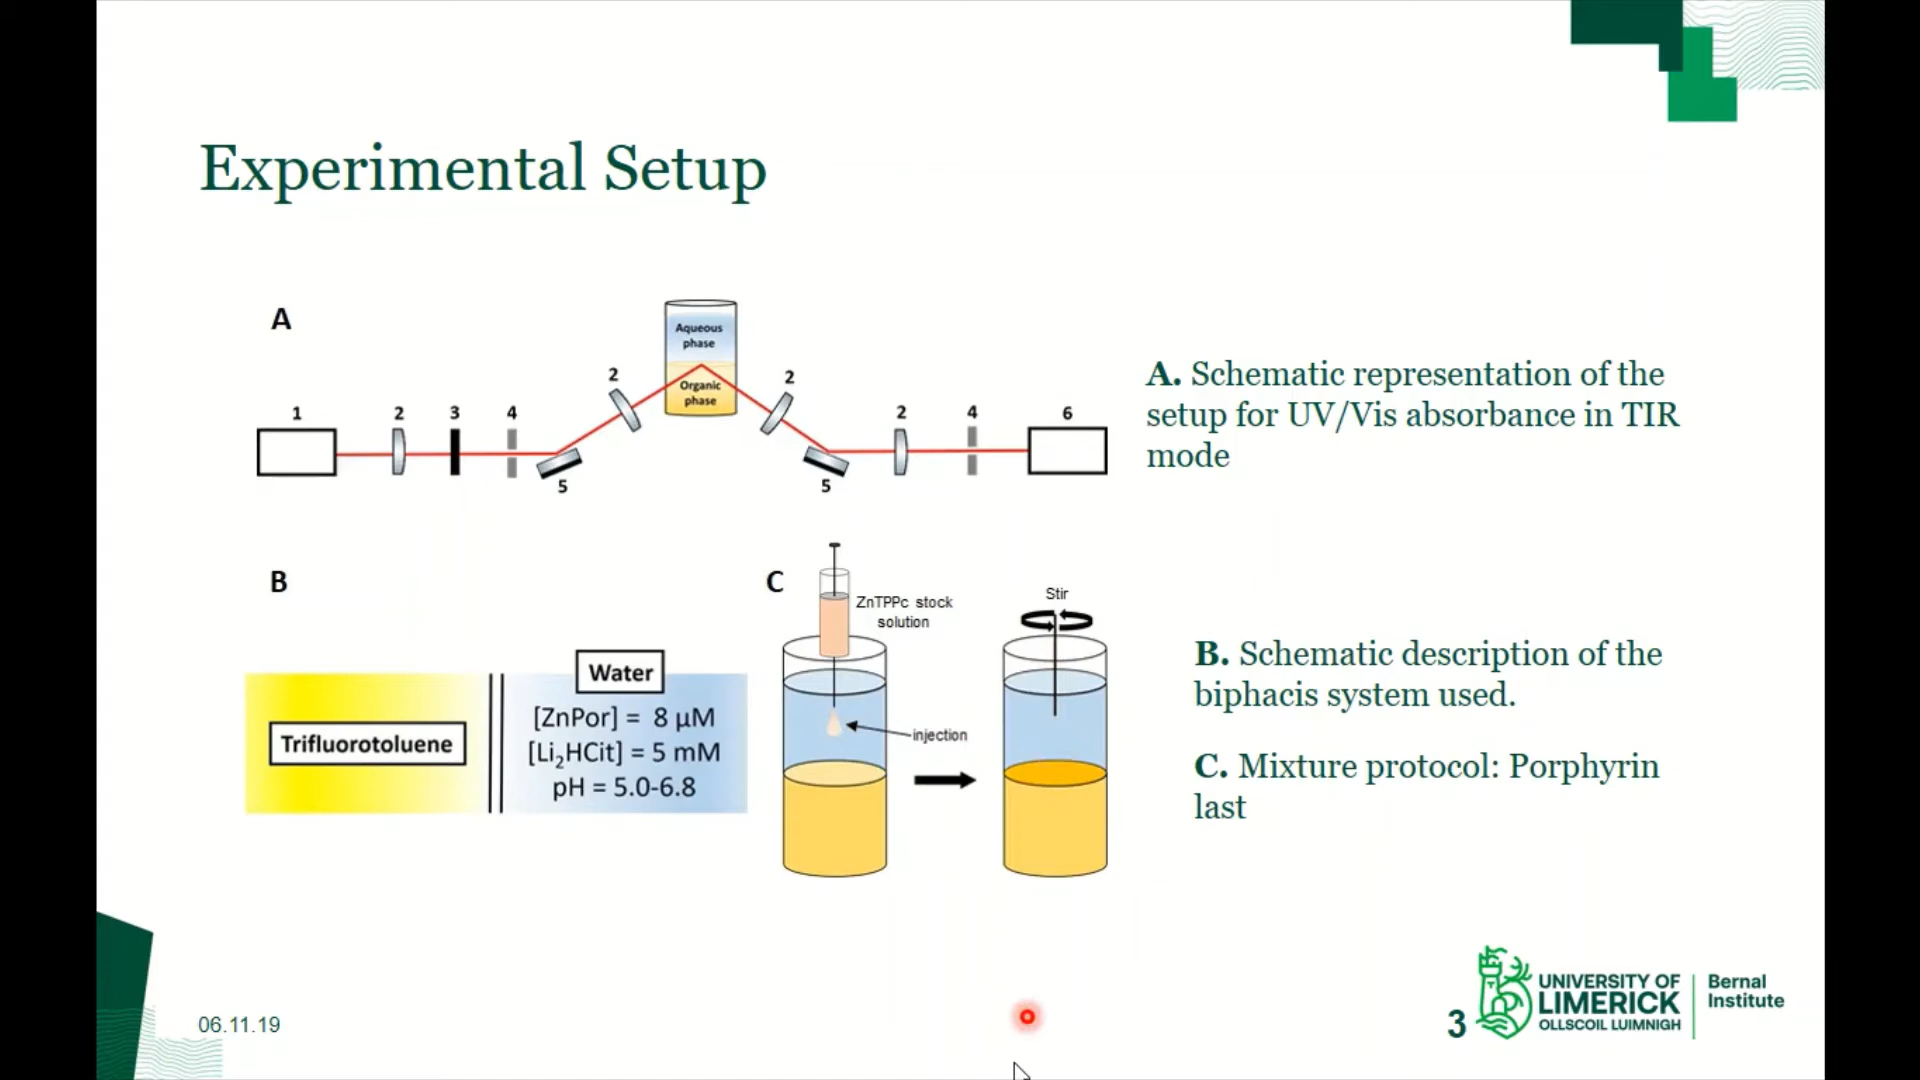 Experimental Setup
A
Aqueous
phase
Organic
phase
1
2
3
4
5
2
2
5
2
4
6
A. Schematic representation of the
setup for UV/Vis absorbance in TIR
mode
B
Trifluorotoluene
Water
[ZnPor] = 8 µM
[Li₂HCit] = 5 mM
pH = 5.0-6.8
C
ZnTPPc stock
solution
injection
Stir
B. Schematic description of the
biphacis system used.
C. Mixture protocol: Porphyrin
last
06.11.19
3
UNIVERSITY OF
LIMERICK
OLLSCOIL LUIMNIGH
Bernal
Institute